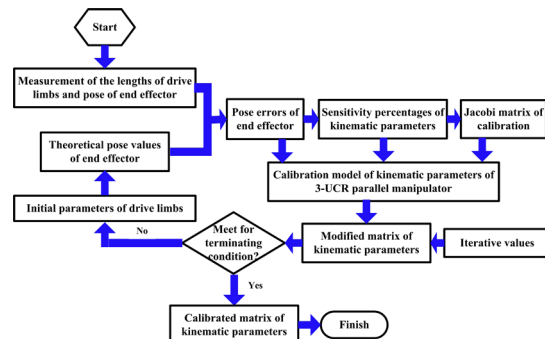 Start
Measurement of the lengths of drive
limbs and pose of end effector
Pose errors of
end effector
Sensitivity percentages of
kinematic parameters
Jacobi matrix of
calibration
Theoretical pose values
of end effector
Calibration model of kinematic parameters of
3-UCR parallel manipulator
Initial parameters of drive limbs
No
Meet for
terminating
condition?
Modified matrix of
kinematic parameters
Iterative values
Yes
Calibrated matrix of
kinematic parameters
Finish